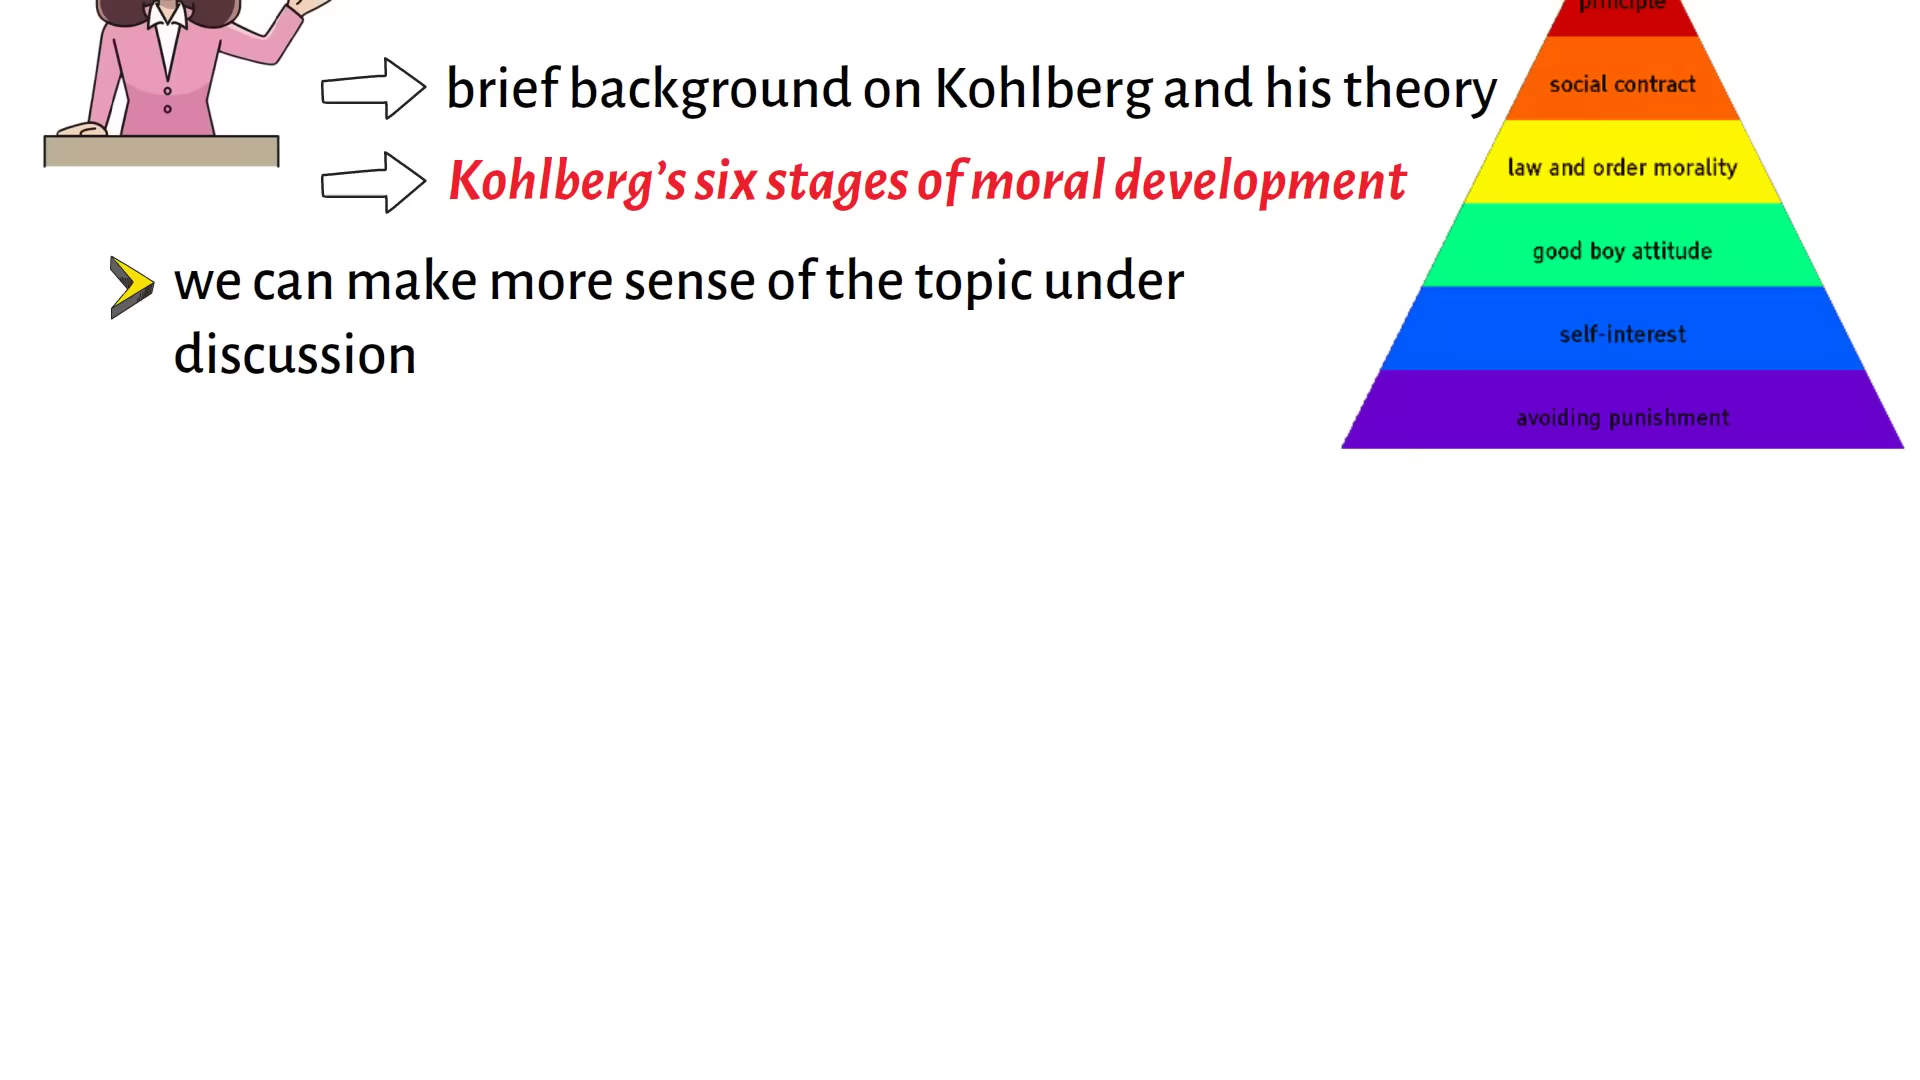 brief background on Kohlberg and his theory
Kohlberg's six stages of moral development
we can make more sense of the topic under
discussion
principle
social contract
law and order morality
good boy attitude
self-interest
avoiding punishment